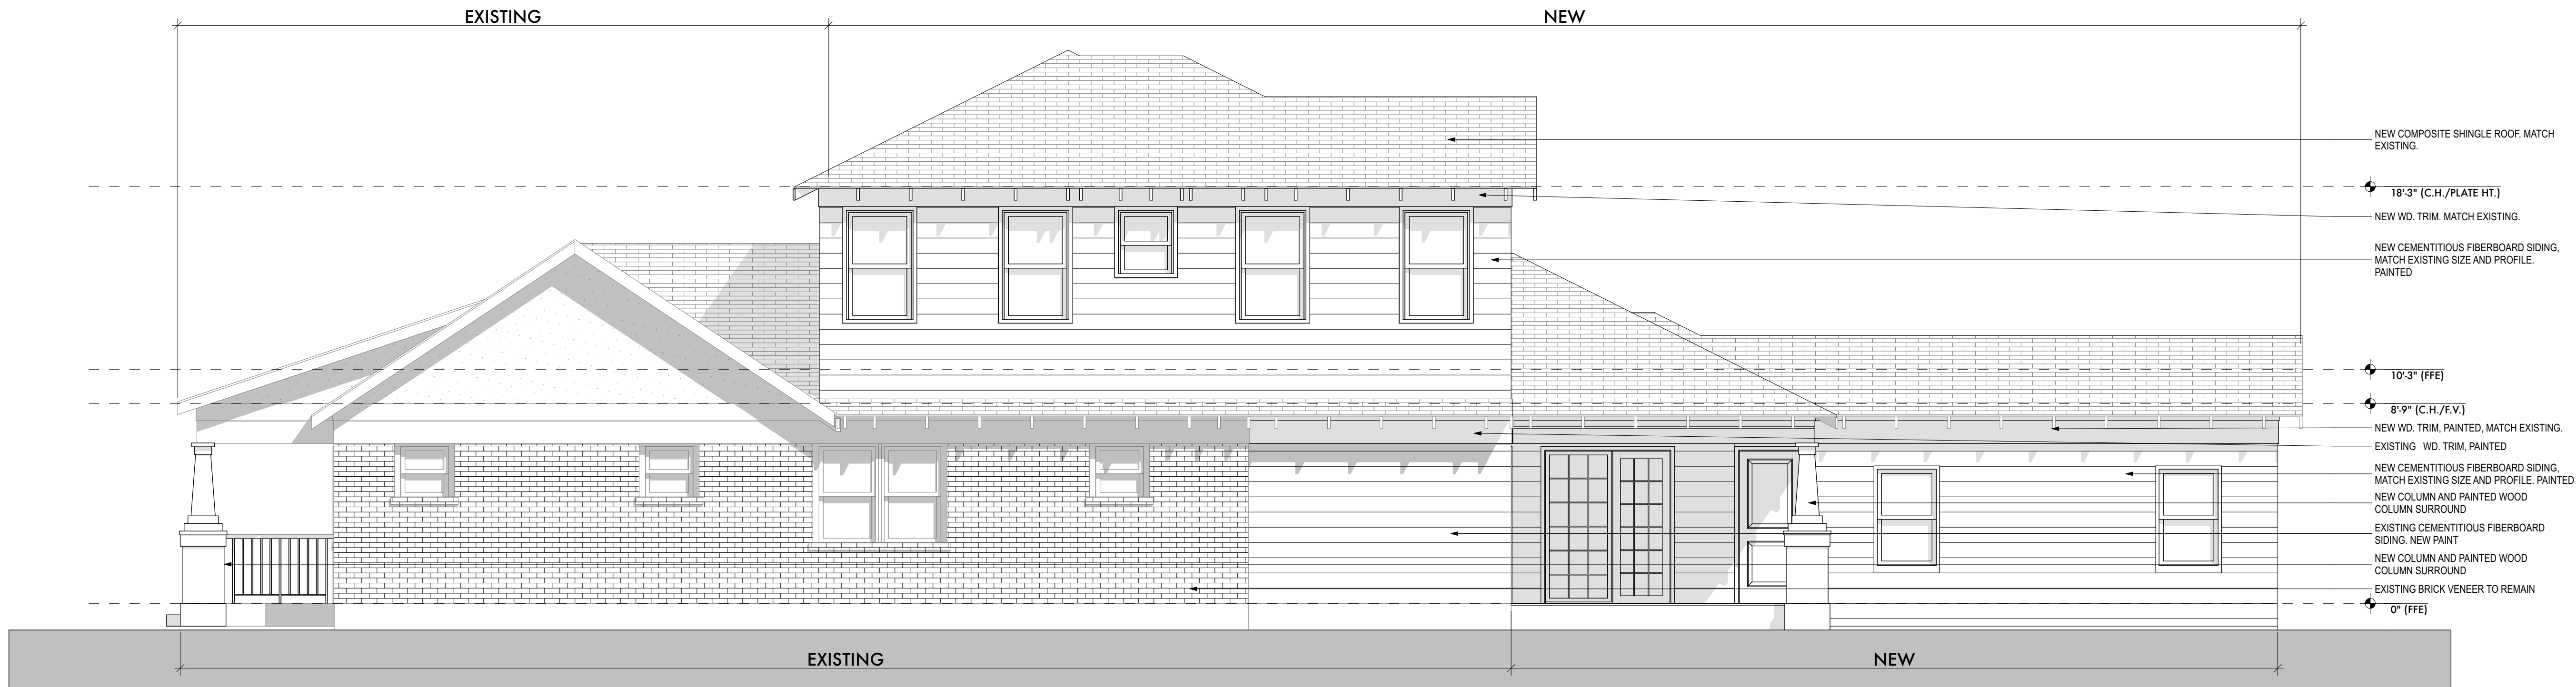 EXISTING
NEW
NEW COMPOSITE SHINGLE ROOF. MATCH
EXISTING.
18'-3" (C.H./PLATE HT.)
NEW WD. TRIM. MATCH EXISTING.
NEW CEMENTITIOUS FIBERBOARD SIDING,
MATCH EXISTING SIZE AND PROFILE.
PAINTED
10'-3" (FFE)
8'-9" (C.H./F.V.)
NEW WD. TRIM, PAINTED, MATCH EXISTING.
EXISTING WD. TRIM, PAINTED
NEW CEMENTITIOUS FIBERBOARD SIDING,
MATCH EXISTING SIZE AND PROFILE. PAINTED
NEW COLUMN AND PAINTED WOOD
COLUMN SURROUND
EXISTING CEMENTITIOUS FIBERBOARD
SIDING. NEW PAINT
NEW COLUMN AND PAINTED WOOD
COLUMN SURROUND
EXISTING BRICK VENEER TO REMAIN
0" (FFE)
EXISTING
NEW